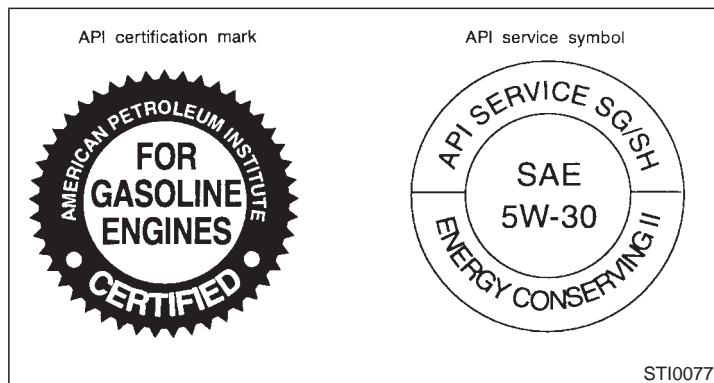 API certification mark
AMERICAN PETROLEUM INSTITUTE
FOR
GASOLINE
ENGINES
CERTIFIED
API service symbol
API SERVICE SG/SH
SAE
5W-30
ENERGY CONSERVING II
STI0077